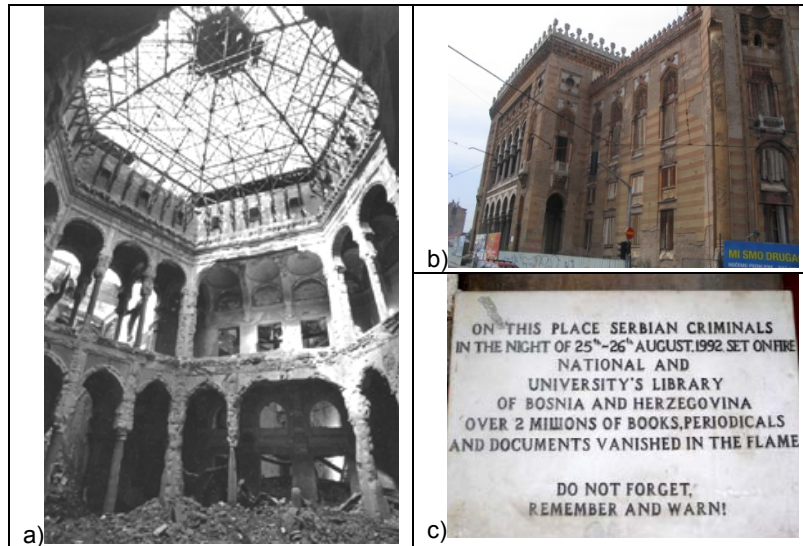 a)
b)
MI SMO DRUGA
c)
ON THIS PLACE SERBIAN CRIMINALS
IN THE NIGHT OF 25th-26th AUGUST,1992. SET ON FIRE
NATIONAL AND
UNIVERSITY'S LIBRARY
OF BOSNIA AND HERZEGOVINA
OVER 2 MILLIONS OF BOOKS,PERIODICALS
AND DOCUMENTS VANISHED IN THE FLAME
DO NOT FORGET,
REMEMBER AND WARN!